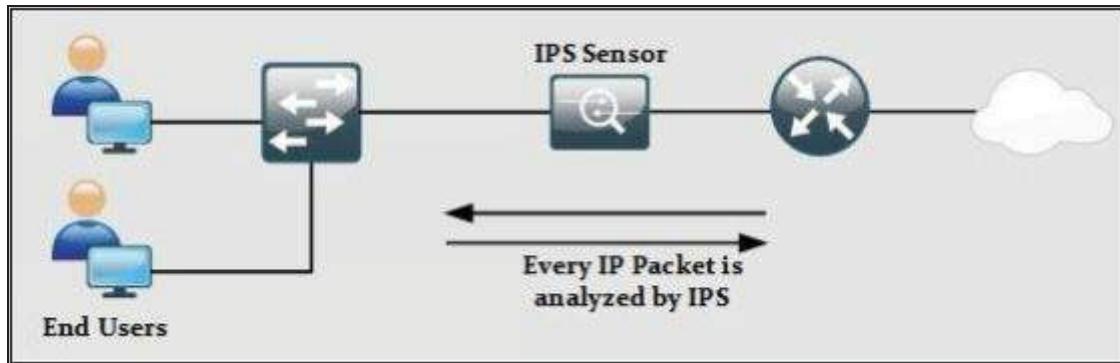 IPS Sensor
Every IP Packet is
analyzed by IPS
End Users